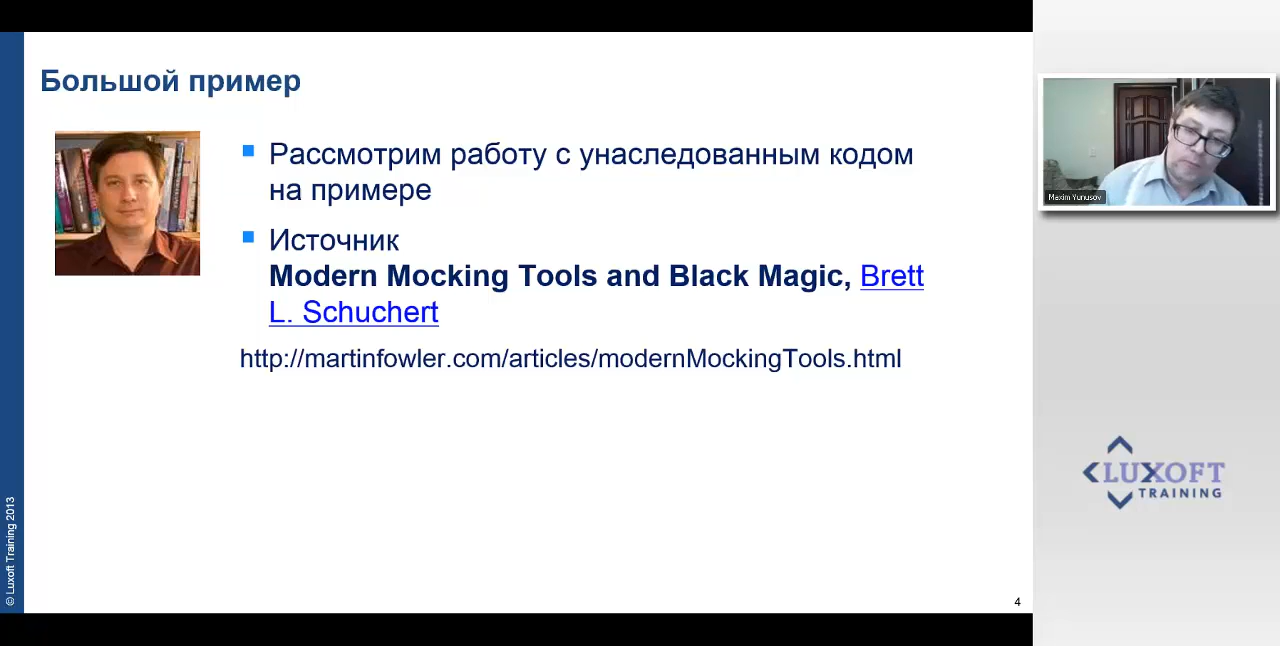 Большой пример
Рассмотрим работу с унаследованным кодом
на примере
Источник
Modern Mocking Tools and Black Magic, Brett
L. Schuchert
http://martinfowler.com/articles/modernMockingTools.html
© Luxoft Training 2013
4
Maxim Yunusov
LUXOFT
TRAINING